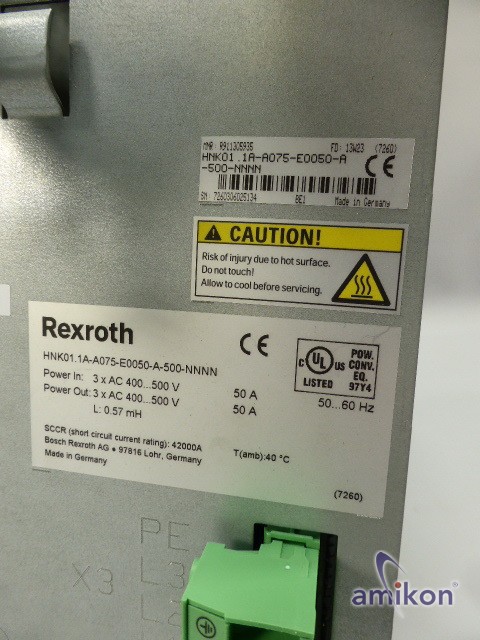 MNR: R911305935 FD: 13W23 (7260)
HNK01.1A-A075-E0050-A
-500-NNNN CE
SN: 7260306025134 BE1 Made in Germany
CAUTION!
Risk of injury due to hot surface.
Do not touch!
Allow to cool before servicing.
Rexroth CE
HNK01.1A-A075-E0050-A-500-NNNN
Power In: 3 x AC 400...500 V 50 A
Power Out: 3 x AC 400...500 V 50 A
L: 0.57 mH
c UL us LISTED
POW.
CONV.
EQ.
97Y4
50...60 Hz
SCCR (short circuit current rating): 42000A
Bosch Rexroth AG • 97816 Lohr, Germany
Made in Germany
T(amb):40 °C
(7260)
PE
X3 L3
L2
amikon®